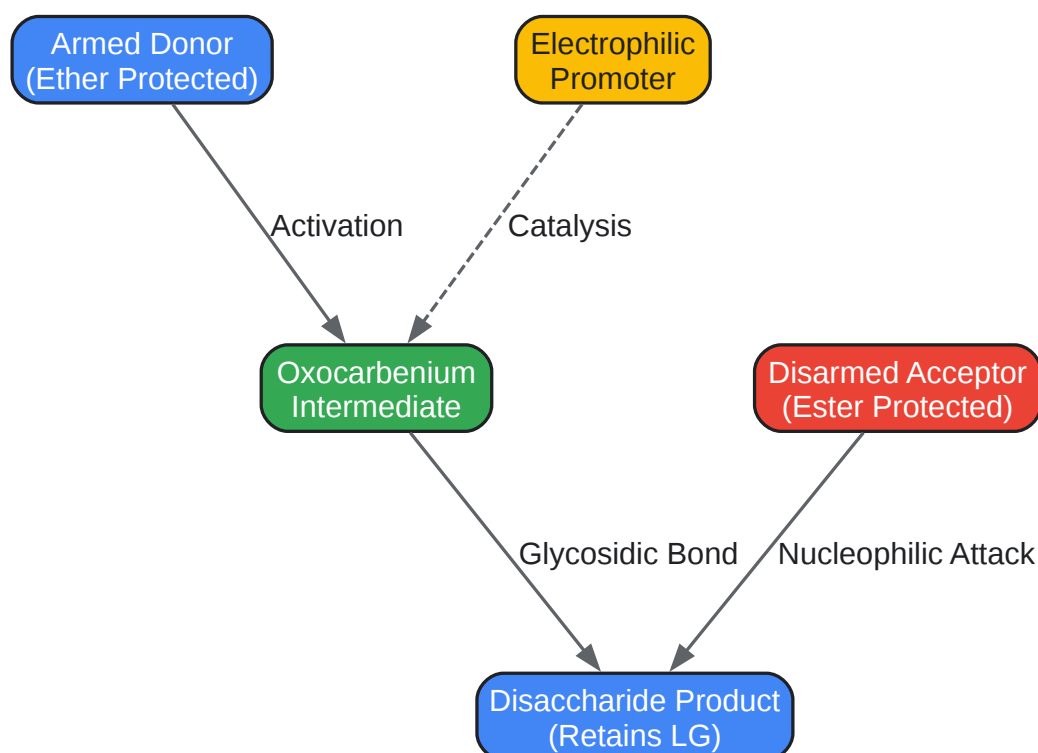 Armed Donor
(Ether Protected)
Electrophilic
Promoter
Activation
Catalysis
Oxocarbenium
Intermediate
Disarmed Acceptor
(Ester Protected)
Glycosidic Bond
Nucleophilic Attack
Disaccharide Product
(Retains LG)